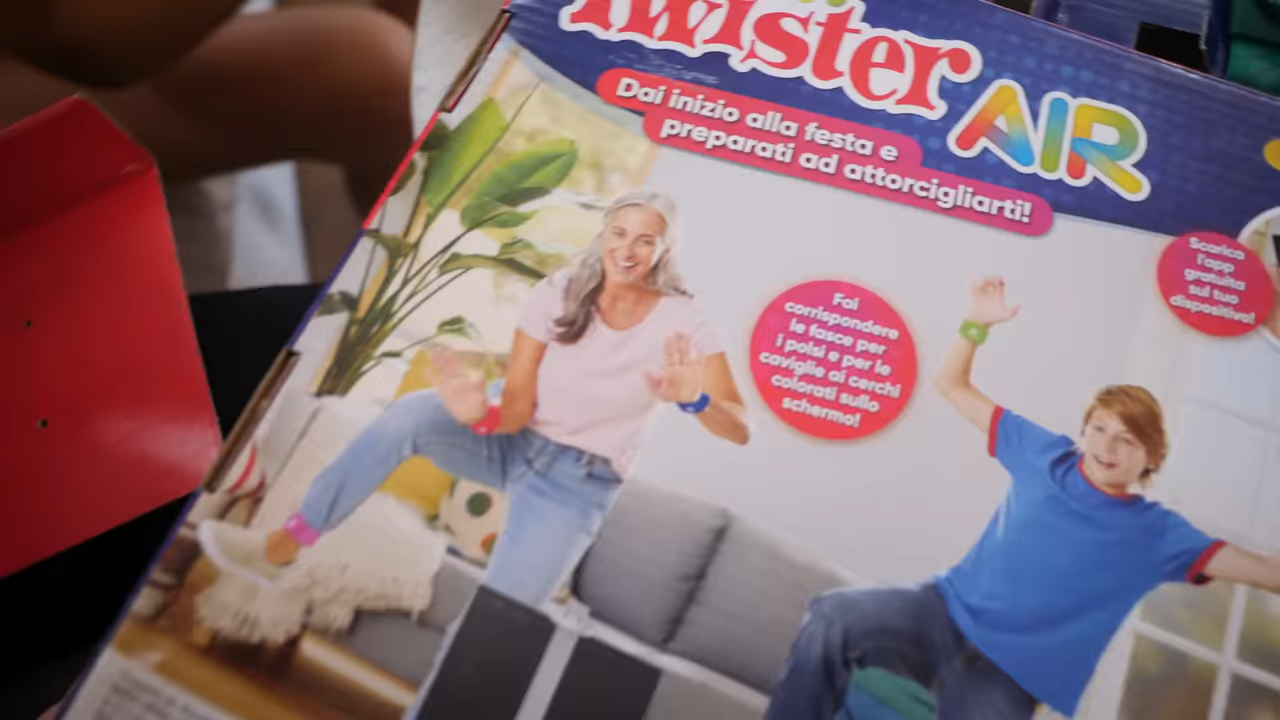 Twister
AIR
Dai inizio alla festa e
preparati ad attorcigliarti!
Scarica
l'app
gratuita
sul tuo
dispositivo!
Fai
corrispondere
le fasce per
i polsi e per le
caviglie ai cerchi
colorati sullo
schermo!